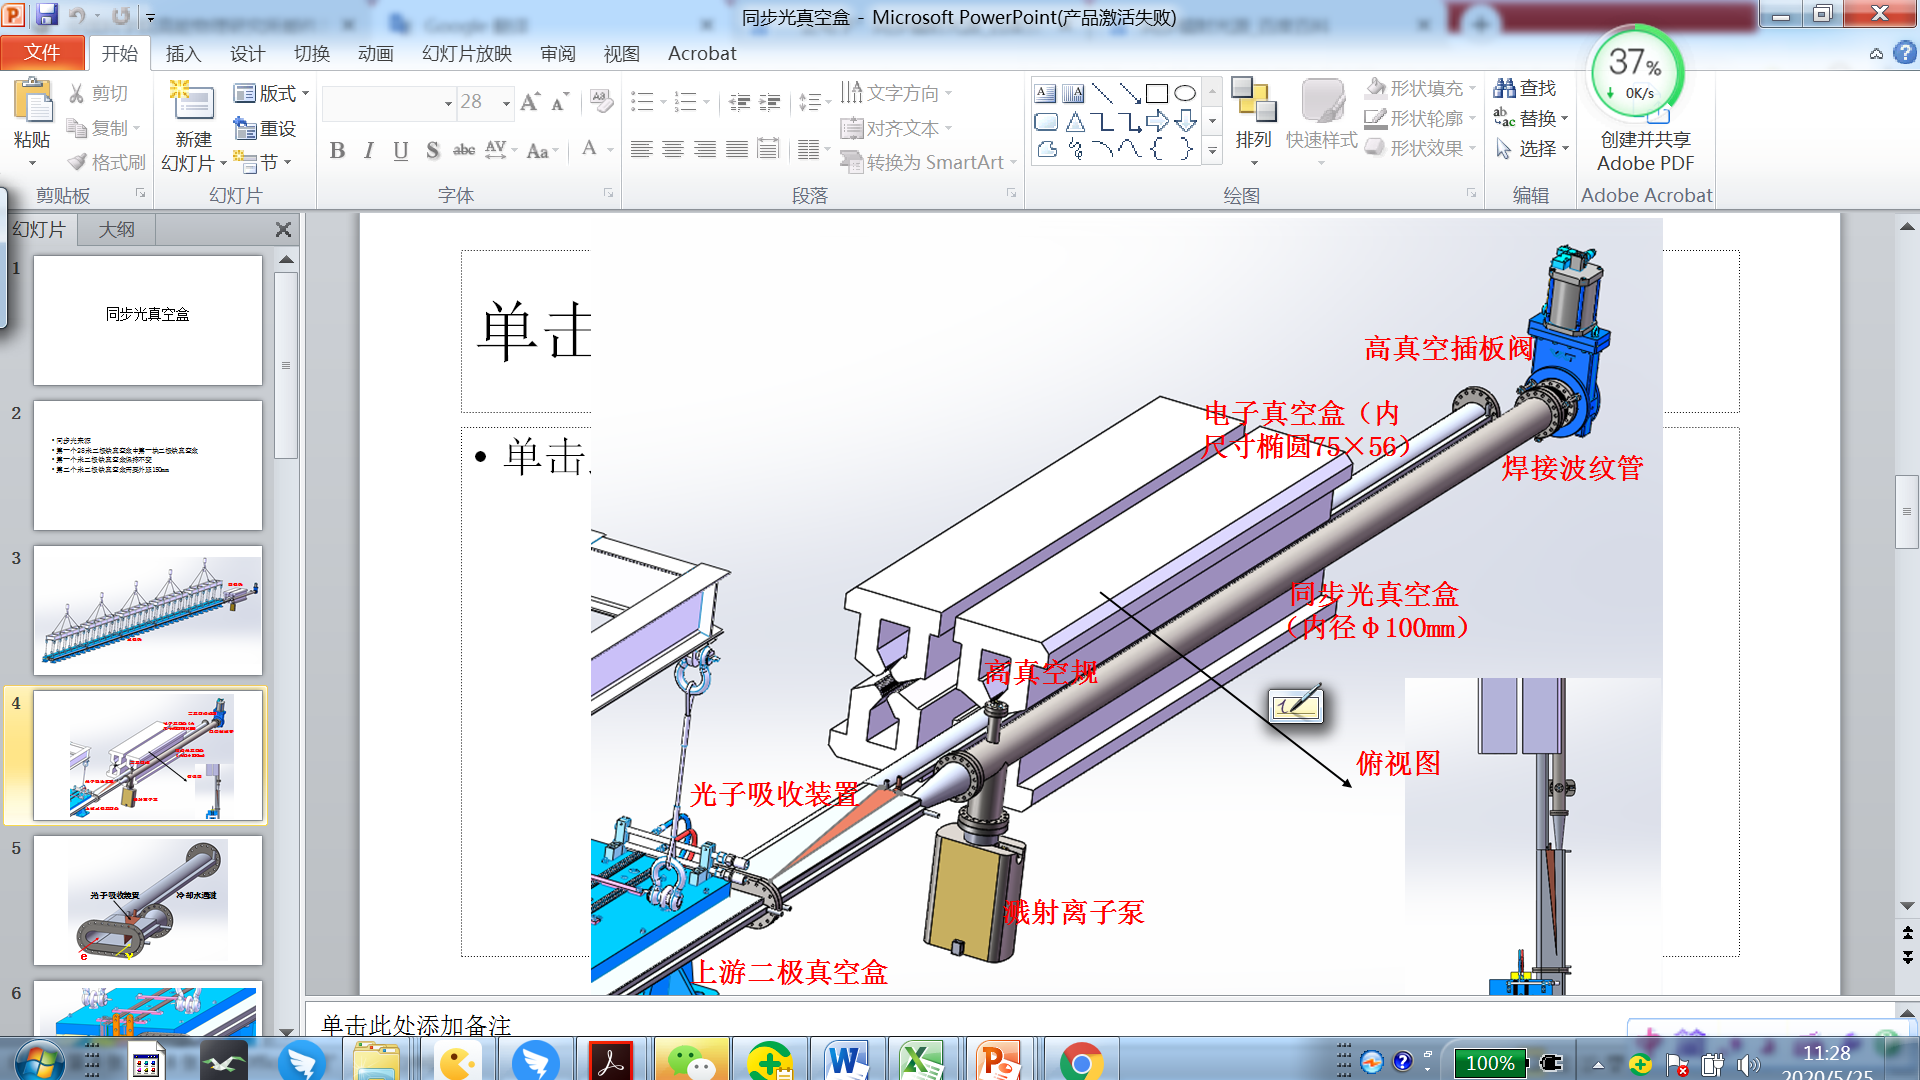 同步光真空盒 - Microsoft PowerPoint(产品激活失败)
文件 开始 插入 设计 切换 动画 幻灯片放映 审阅 视图 Acrobat
粘贴
剪切
复制
格式刷
剪贴板
新建
幻灯片
版式
重设
节
幻灯片
28
字体
文字方向
对齐文本
转换为 SmartArt
段落
排列
快速样式
形状填充
形状轮廓
形状效果
绘图
查找
替换
选择
编辑
37%
0K/s
创建并共享
Adobe PDF
Adobe Acrobat
幻灯片 大纲
1
同步光真空盒
2
3
4
5
光子吸收装置
冷却水通道
e
γ
6
单击
• 单击
高真空插板阀
电子真空盒（内
尺寸椭圆75×56）
焊接波纹管
同步光真空盒
（内径φ100mm）
高真空规
俯视图
光子吸收装置
溅射离子泵
上游二极真空盒
单击此处添加备注
100%
11:28
2020/5/25